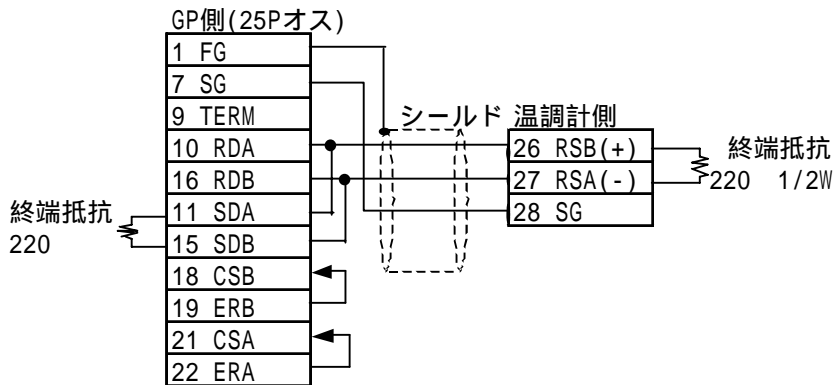 GP側(25Pオス)
1 FG
7 SG
9 TERM
10 RDA
16 RDB
11 SDA
15 SDB
18 CSB
19 ERB
21 CSA
22 ERA
終端抵抗
220
シールド
温調計側
26 RSB(+)
27 RSA(-)
28 SG
終端抵抗
220 1/2W